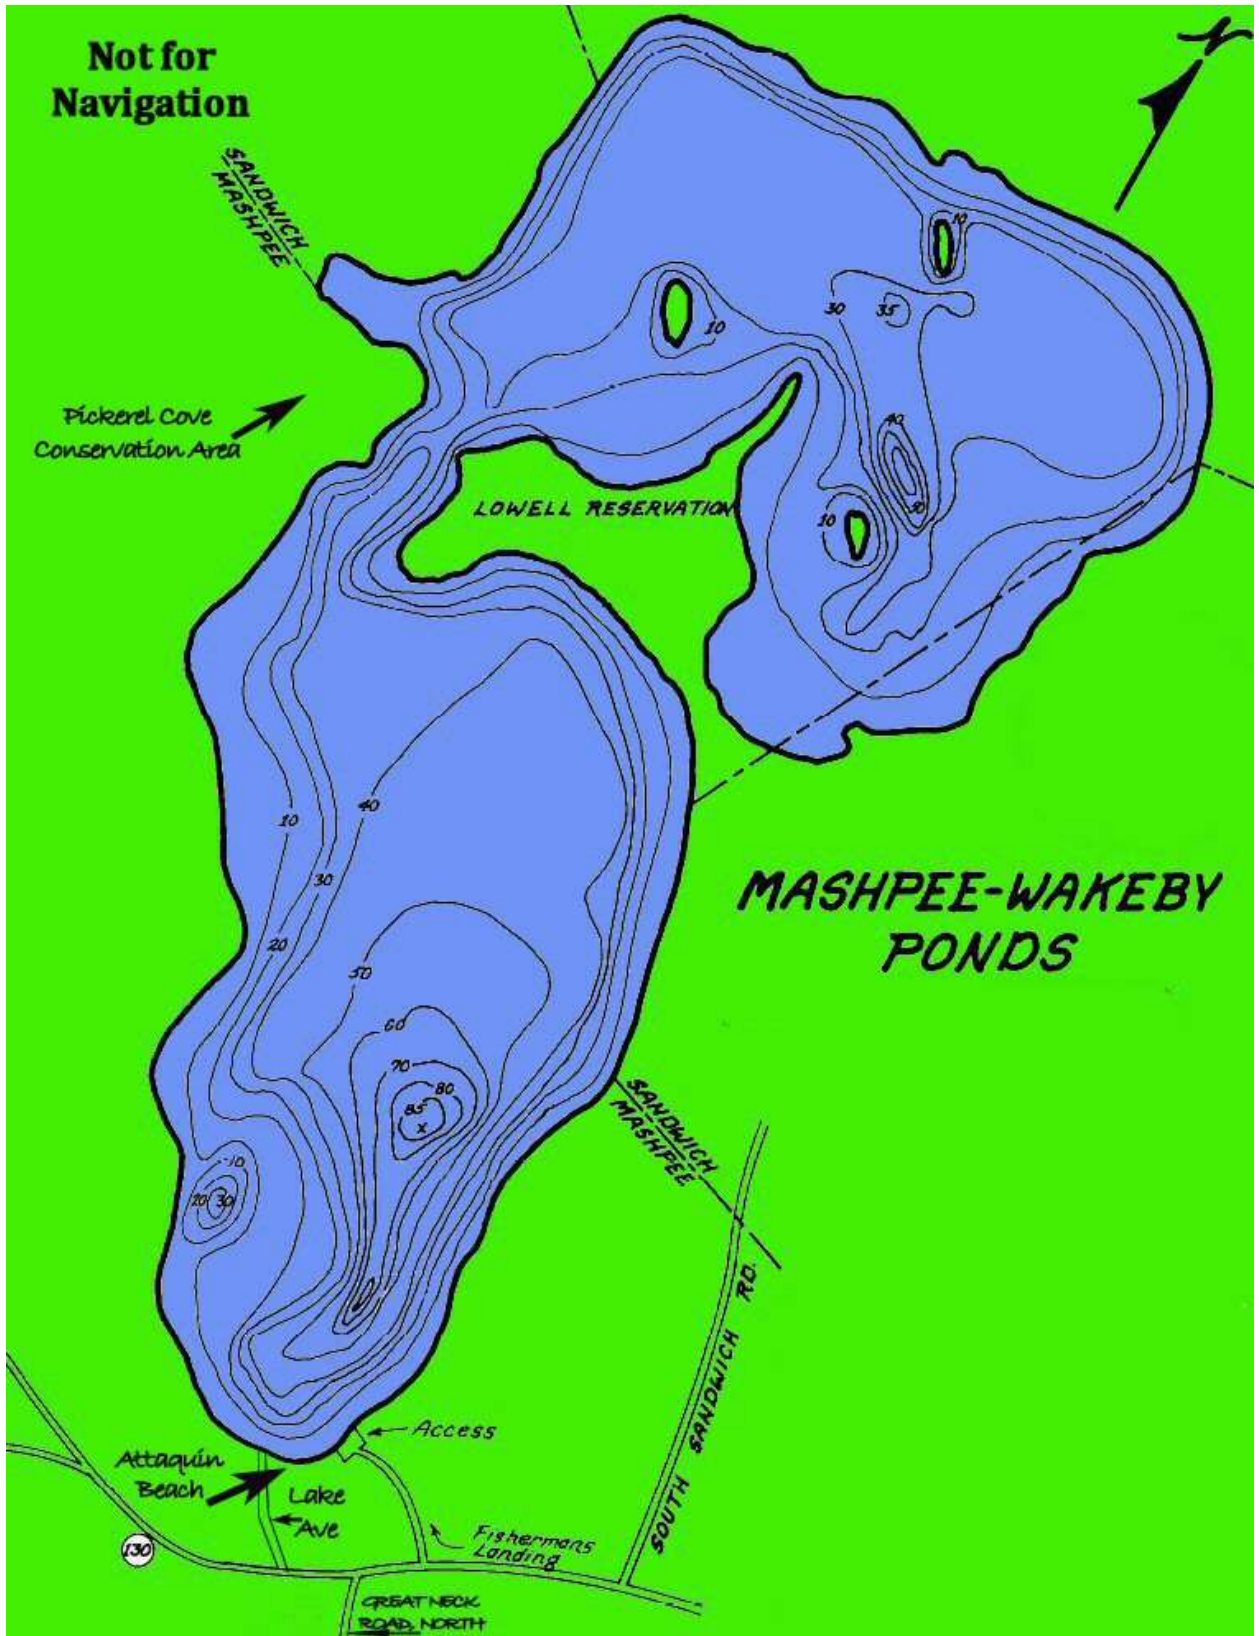 Not for
Navigation
N
SANDWICH
MASHPEE
10
10
30
35
Pickerel Cove
Conservation Area
40
LOWELL RESERVATION
10
50
40
10
30
MASHPEE-WAKEBY
PONDS
20
50
60
70
80
85
x
SANDWICH
MASHPEE
10
20
30
SOUTH SANDWICH RD.
Access
Attaquin
Beach
Lake
Ave
Fishermans
Landing
130
GREAT NECK
ROAD, NORTH